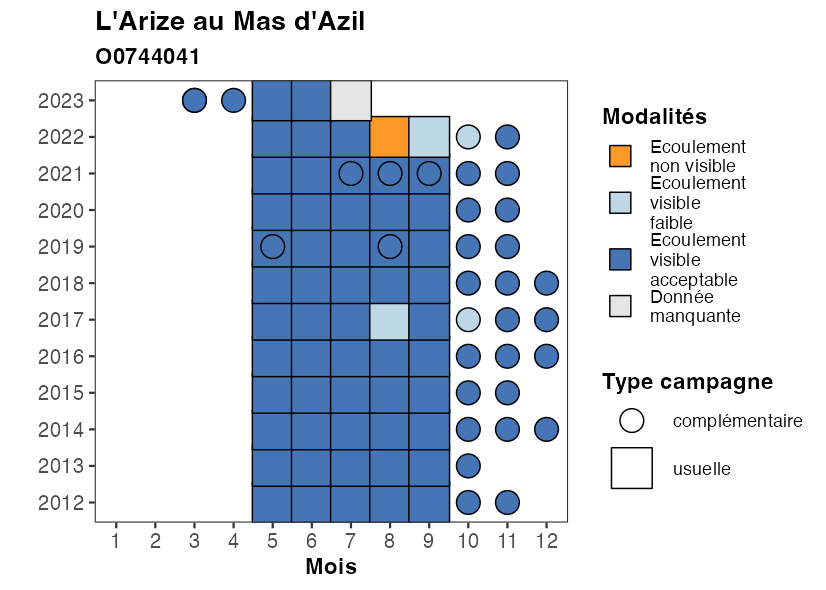 L'Arize au Mas d'Azil
O0744041
2023
2022
2021
2020
2019
2018
2017
2016
2015
2014
2013
2012
1 2 3 4 5 6 7 8 9 10 11 12
Mois
Modalités
Ecoulement
non visible
Ecoulement
visible
faible
Ecoulement
visible
acceptable
Donnée
manquante
Type campagne
complémentaire
usuelle